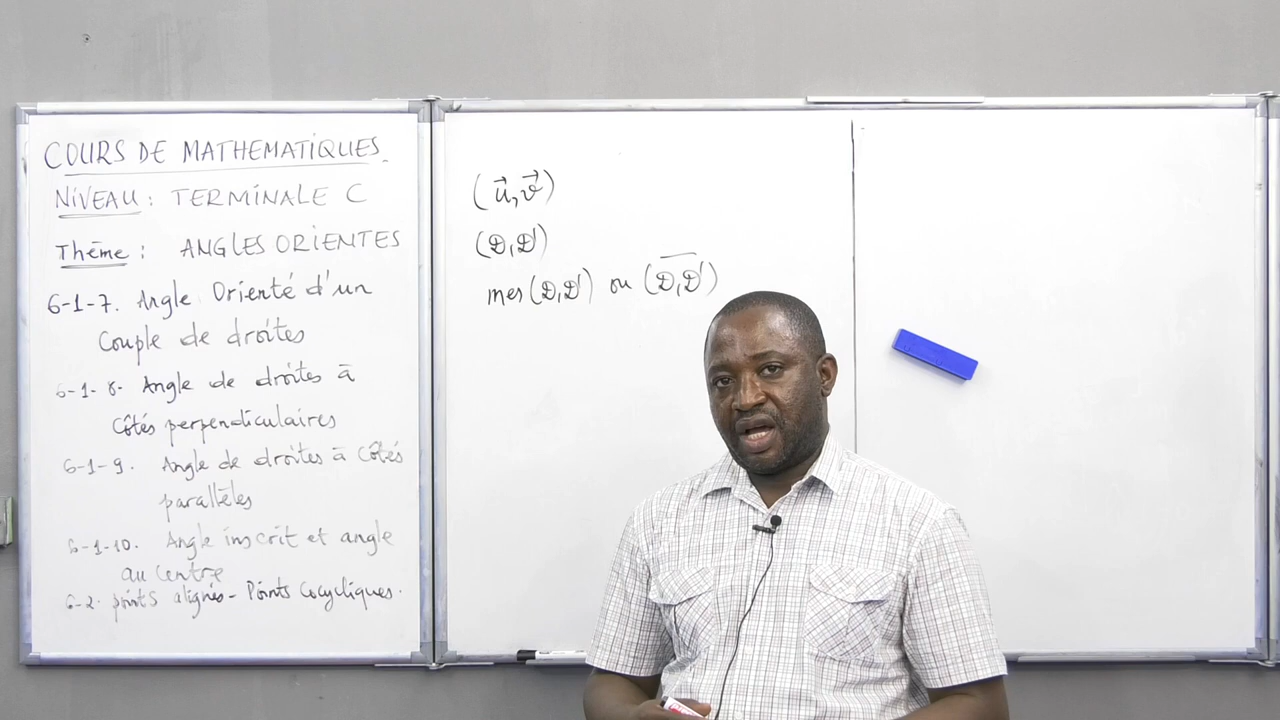 COURS DE MATHEMATIQUES.
NIVEAU : TERMINALE C
Thème : ANGLES ORIENTES
6-1-7. Angle Orienté d'un
Couple de droites
6-1-8. Angle de droites à
Côtés perpendiculaires
6-1-9. Angle de droites à Côtés
parallèles
6-1-10. Angle inscrit et angle
au centre
6-2. points alignés - Points Cocycliques.
(u⃗, v⃗)
(D, D')
mes (D, D') ou (D̅,̅ D̅'̅)